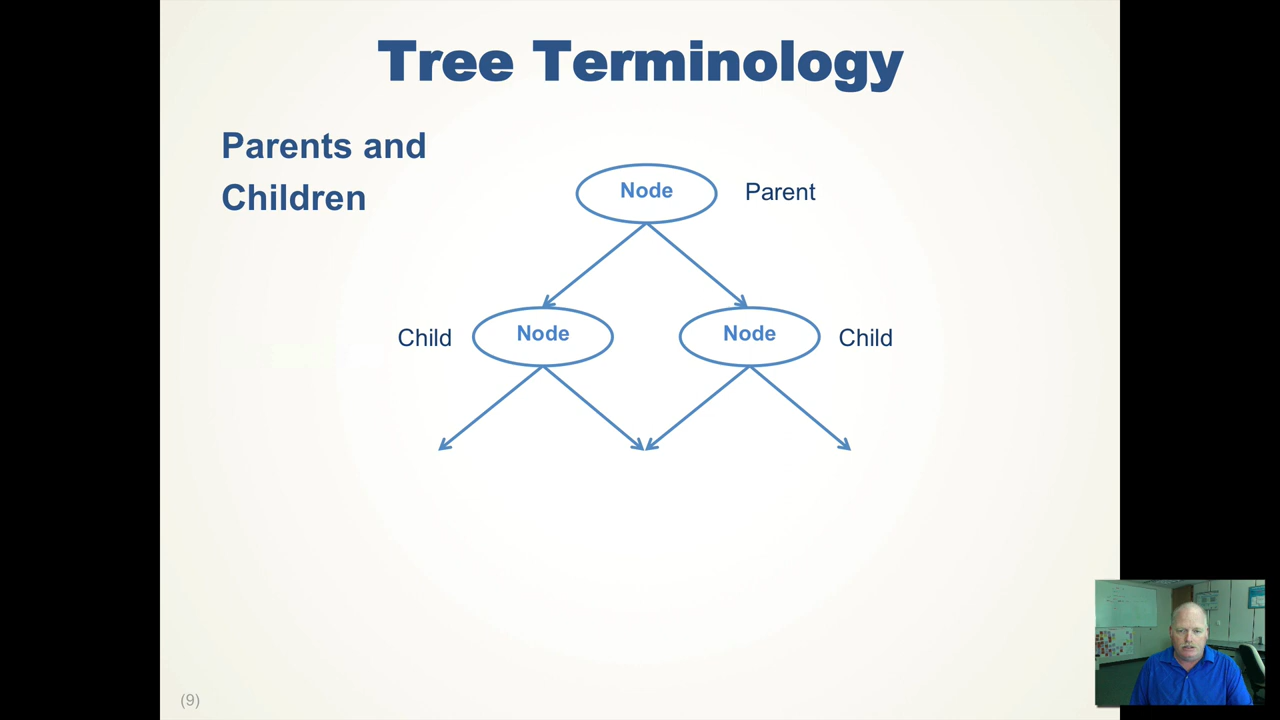 Tree Terminology
Parents and
Children
Node
Parent
Child
Node
Node
Child
(9)